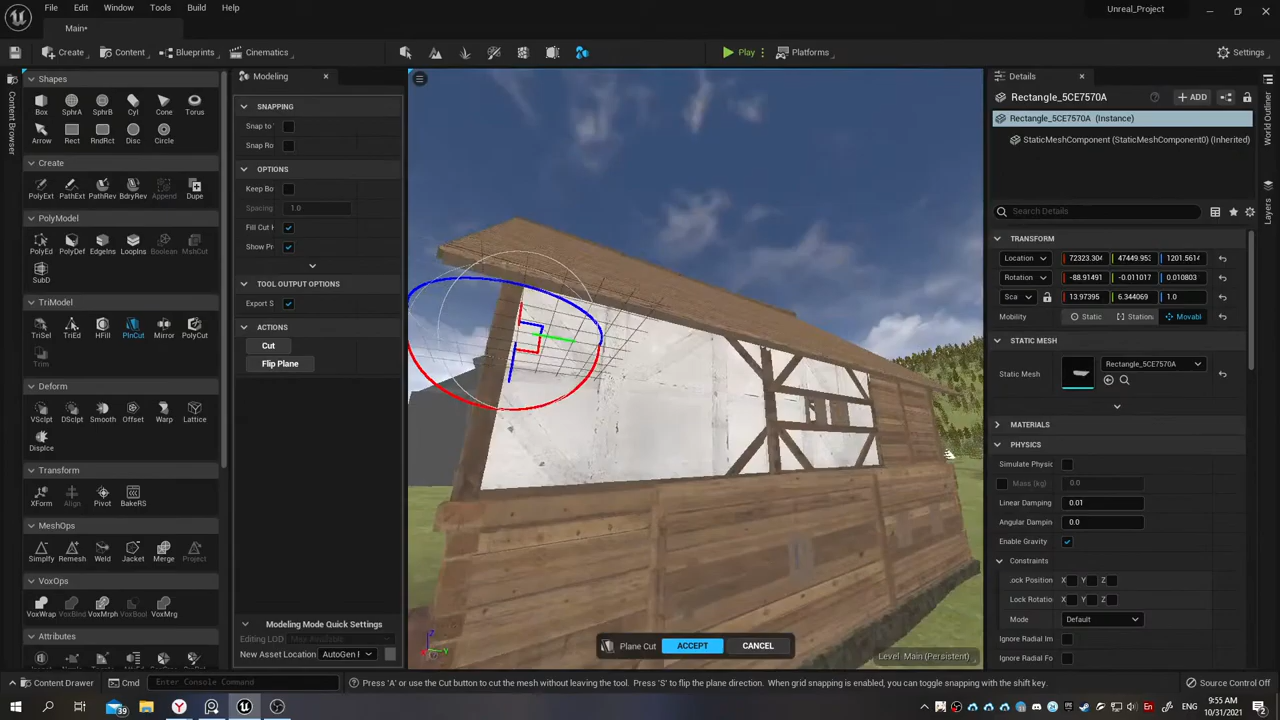 File Edit Window Tools Build Help
Unreal_Project
Main*
Create Content Blueprints Cinematics Play Platforms Settings
Content Browser
Shapes
Box SphrA SphrB Cyl Cone Torus
Arrow Rect RndRct Disc Circle
Create
PolyExt PathExt PathRev BdryRev Append Dupe
PolyModel
PolyEd PolyDef EdgeIns LoopIns Boolean MshCut
SubD
TriModel
TriSel TriEd HFill PlnCut Mirror PolyCut
Trim
Deform
VSclpt DSclpt Smooth Offset Warp Lattice
Displce
Transform
XForm Align Pivot BakeRS
MeshOps
Simplfy Remesh Weld Jacket Merge Project
VoxOps
VoxWrap VoxBlnd VoxMrph VoxBool VoxMrg
Attributes
Modeling
SNAPPING
Snap to
Snap Ro
OPTIONS
Keep Bo
Spacing 1.0
Fill Cut H
Show Pr
TOOL OUTPUT OPTIONS
Export S
ACTIONS
Cut
Flip Plane
Modeling Mode Quick Settings
Editing LOD
New Asset Location AutoGen F
Plane Cut ACCEPT CANCEL
Level: Main (Persistent)
Details
Rectangle_5CE7570A ADD
Rectangle_5CE7570A (Instance)
StaticMeshComponent (StaticMeshComponent0) (Inherited)
Search Details
TRANSFORM
Location 72323.304 47449.953 1201.5614
Rotation -88.91491 -0.011017 0.010803
Sca 13.97395 6.344069 1.0
Mobility Static Station Movabl
STATIC MESH
Static Mesh Rectangle_5CE7570A
MATERIALS
PHYSICS
Simulate Physic
Mass (kg) 0.0
Linear Damping 0.01
Angular Dampin 0.0
Enable Gravity
Constraints
Lock Position X Y Z
Lock Rotatio X Y Z
Mode Default
Ignore Radial Im
Ignore Radial Fo
World Outliner
Layers
Content Drawer Cmd Enter Console Command Press 'A' or use the Cut button to cut the mesh without leaving the tool. Press 'S' to flip the plane direction. When grid snapping is enabled, you can toggle snapping with the shift key. Source Control Off
39
En
9:55 AM
10/31/2021